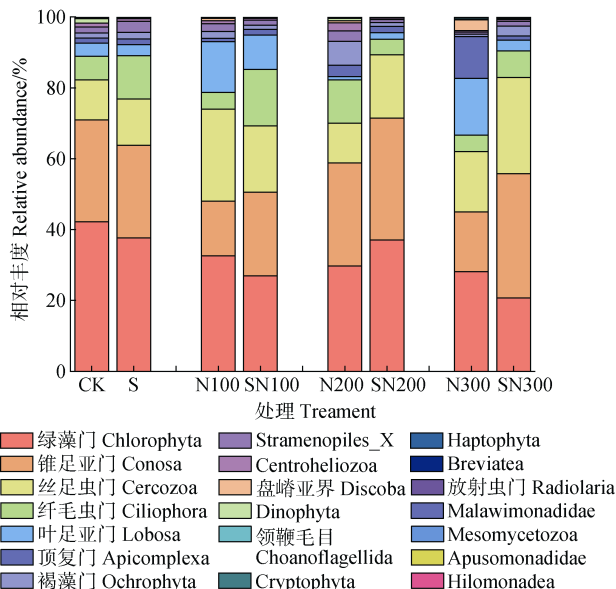 100
80
60
40
20
0
相对丰度 Relative abundance/%
CK S N100 SN100 N200 SN200 N300 SN300
处理 Treament
绿藻门 Chlorophyta
锥足亚门 Conosa
丝足虫门 Cercozoa
纤毛虫门 Ciliophora
叶足亚门 Lobosa
顶复门 Apicomplexa
褐藻门 Ochrophyta
Stramenopiles_X
Centroheliozoa
盘嵴亚界 Discoba
Dinophyta
领鞭毛目
Choanoflagellida
Cryptophyta
Haptophyta
Breviatea
放射虫门 Radiolaria
Malawimonadidae
Mesomycetozoa
Apusomonadidae
Hilomonadea